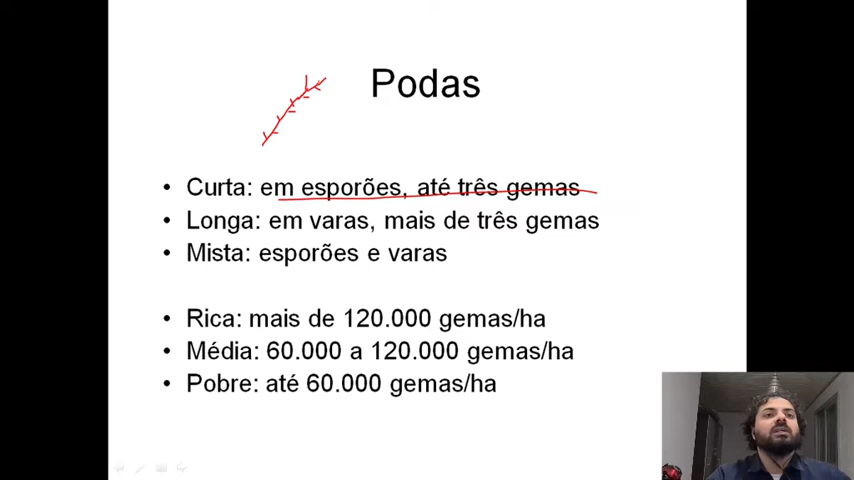 Podas
• Curta: em esporões, até três gemas
• Longa: em varas, mais de três gemas
• Mista: esporões e varas
• Rica: mais de 120.000 gemas/ha
• Média: 60.000 a 120.000 gemas/ha
• Pobre: até 60.000 gemas/ha